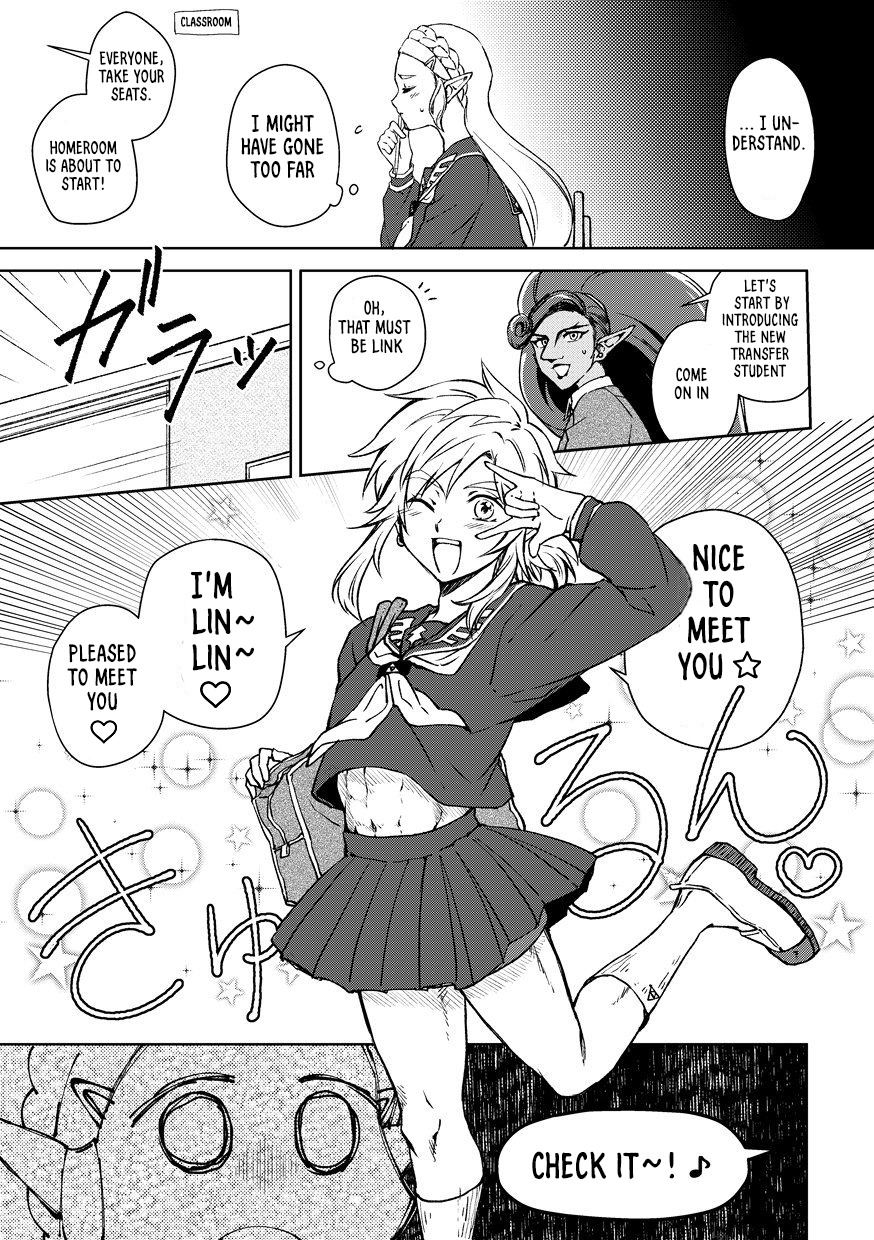 ... I UN-
DERSTAND.
I MIGHT
HAVE GONE
TOO FAR
CLASSROOM
EVERYONE,
TAKE YOUR
SEATS.
HOMEROOM
IS ABOUT TO
START!
LET'S
START BY
INTRODUCING
THE NEW
TRANSFER
STUDENT
COME
ON IN
OH,
THAT MUST
BE LINK
ガラッ
NICE
TO
MEET
YOU ☆
I'M
LIN~
LIN~
♡
PLEASED
TO MEET
YOU
♡
きゅるん♡
CHECK IT~! ♪